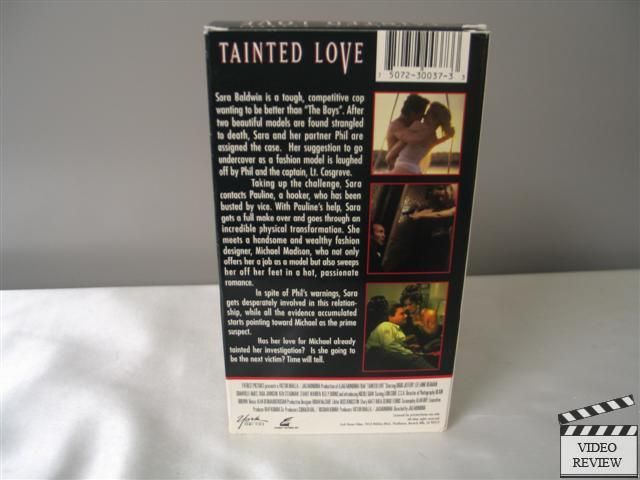 TAINTED LOVE
75072-30037-3 3
Sara Baldwin is a tough, competitive cop
wanting to be better than "The Boys". After
two beautiful models are found strangled
to death, Sara and her partner Phil are
assigned the case. Her suggestion to go
undercover as a fashion model is laughed
off by Phil and the captain, Lt. Cosgrove.
Taking up the challenge, Sara
contacts Pauline, a hooker, who has
been busted by vice. With Pauline's help, Sara
gets a full make over and goes through an
incredible physical transformation. She
meets a handsome and wealthy fashion
designer, Michael Madison, who not only
offers her a job as a model but also sweeps
her off her feet in a hot, passionate
romance.
In spite of Phil's warnings, Sara
gets desperately involved in this relation-
ship, while all the evidence accumulated
starts pointing toward Michael as the prime
suspect.
Has her love for Michael already
tainted her investigation? Is she going to
be the next victim? Time will tell.
York
VIDEO
REVIEW